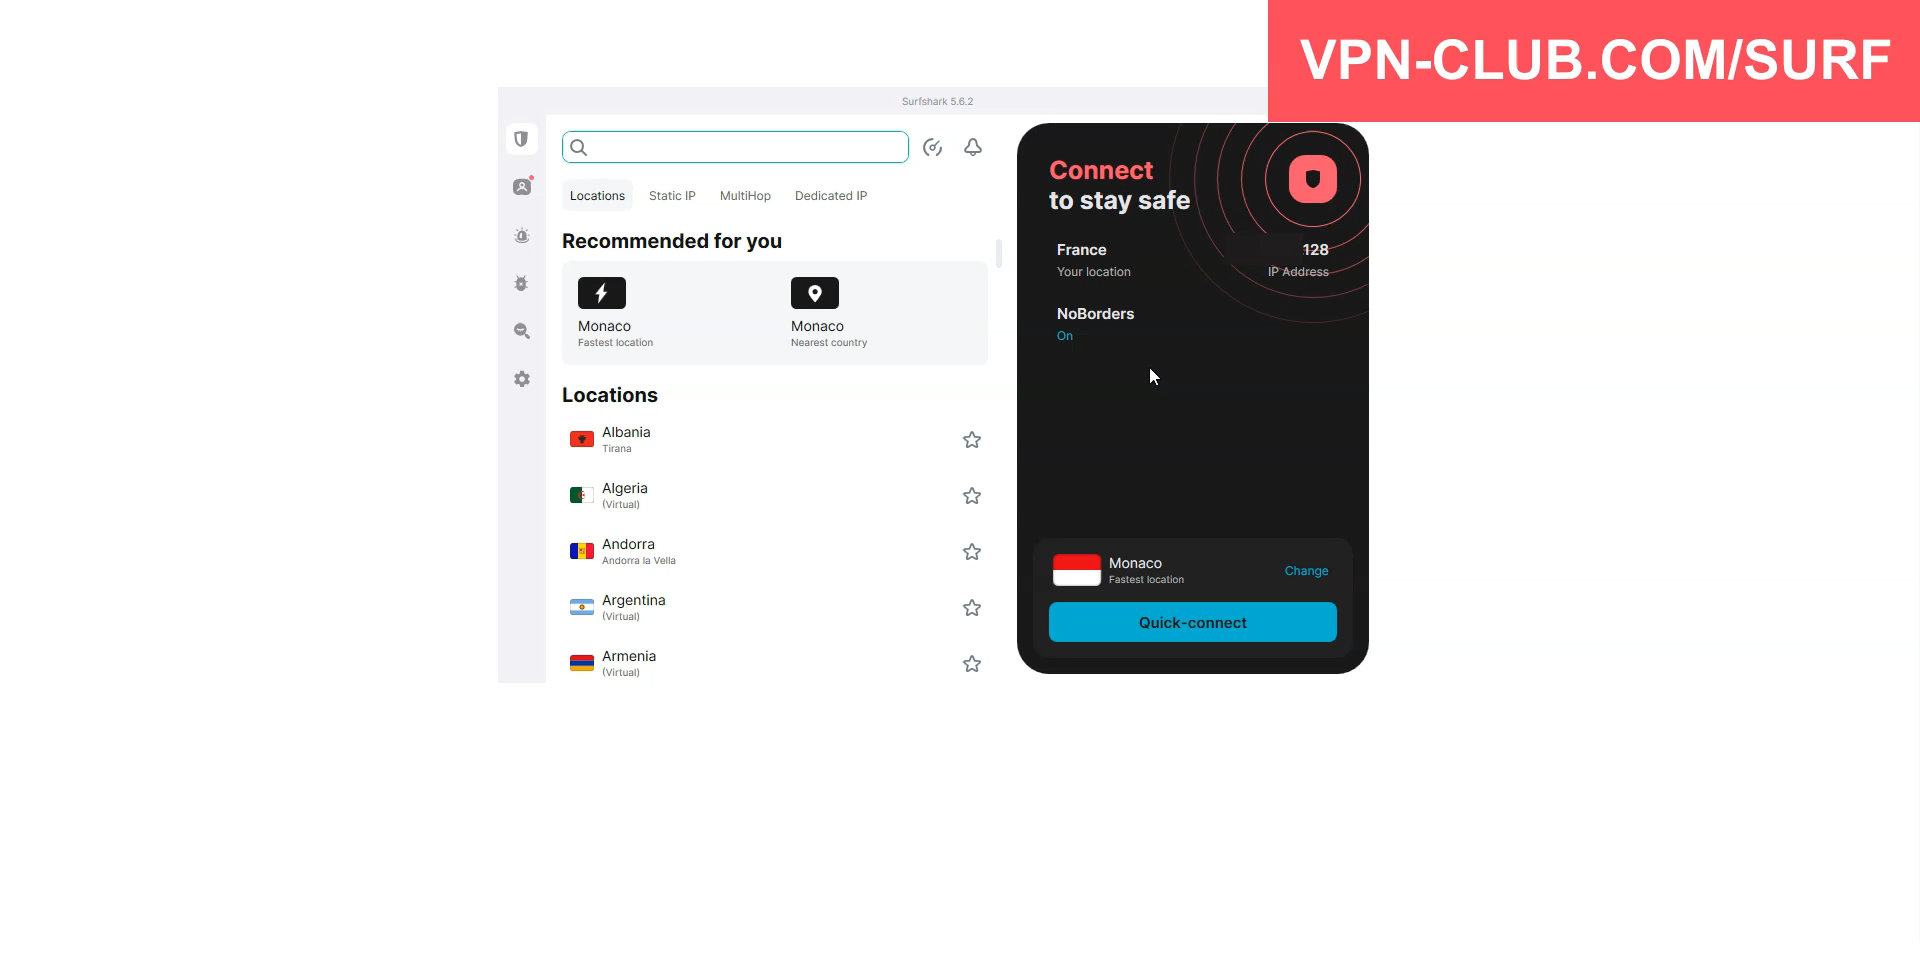 VPN-CLUB.COM/SURF
Surfshark 5.6.2
Locations
Static IP
MultiHop
Dedicated IP
Recommended for you
Monaco
Fastest location
Monaco
Nearest country
Locations
Albania
Tirana
Algeria
(Virtual)
Andorra
Andorra la Vella
Argentina
(Virtual)
Armenia
(Virtual)
Connect
to stay safe
France
Your location
128
IP Address
NoBorders
On
Monaco
Fastest location
Change
Quick-connect